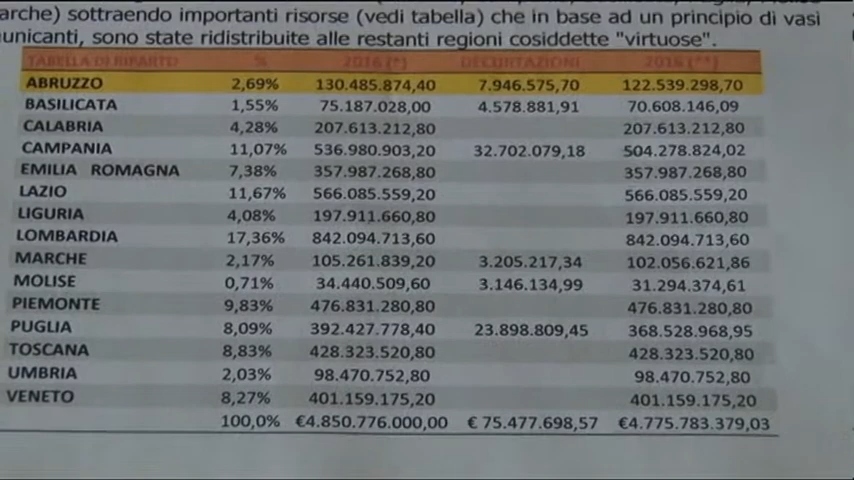 arche) sottraendo importanti risorse (vedi tabella) che in base ad un principio di vasi
unicanti, sono state ridistribuite alle restanti regioni cosiddette "virtuose".
TABELLA DI RIPARTO % 2016 (*) DECURTAZIONI 2016 (**)
ABRUZZO 2,69% 130.485.874,40 7.946.575,70 122.539.298,70
BASILICATA 1,55% 75.187.028,00 4.578.881,91 70.608.146,09
CALABRIA 4,28% 207.613.212,80 207.613.212,80
CAMPANIA 11,07% 536.980.903,20 32.702.079,18 504.278.824,02
EMILIA ROMAGNA 7,38% 357.987.268,80 357.987.268,80
LAZIO 11,67% 566.085.559,20 566.085.559,20
LIGURIA 4,08% 197.911.660,80 197.911.660,80
LOMBARDIA 17,36% 842.094.713,60 842.094.713,60
MARCHE 2,17% 105.261.839,20 3.205.217,34 102.056.621,86
MOLISE 0,71% 34.440.509,60 3.146.134,99 31.294.374,61
PIEMONTE 9,83% 476.831.280,80 476.831.280,80
PUGLIA 8,09% 392.427.778,40 23.898.809,45 368.528.968,95
TOSCANA 8,83% 428.323.520,80 428.323.520,80
UMBRIA 2,03% 98.470.752,80 98.470.752,80
VENETO 8,27% 401.159.175,20 401.159.175,20
100,0% €4.850.776.000,00 € 75.477.698,57 €4.775.783.379,03